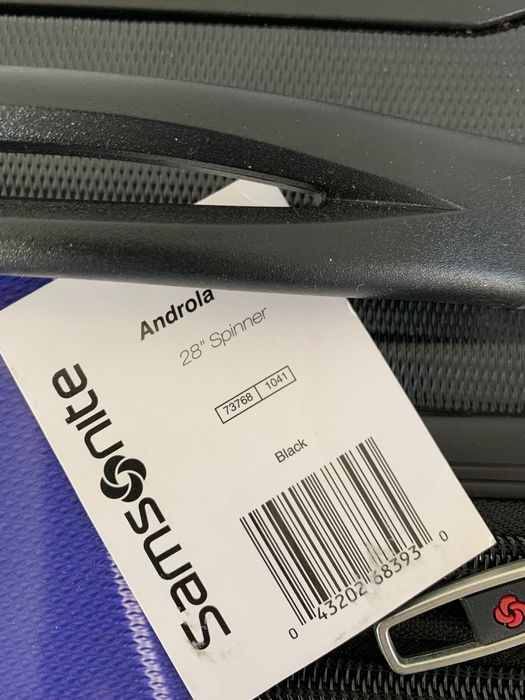 Androla
28" Spinner
73768 1041
Black
0 43202 68393 0
Samsonite